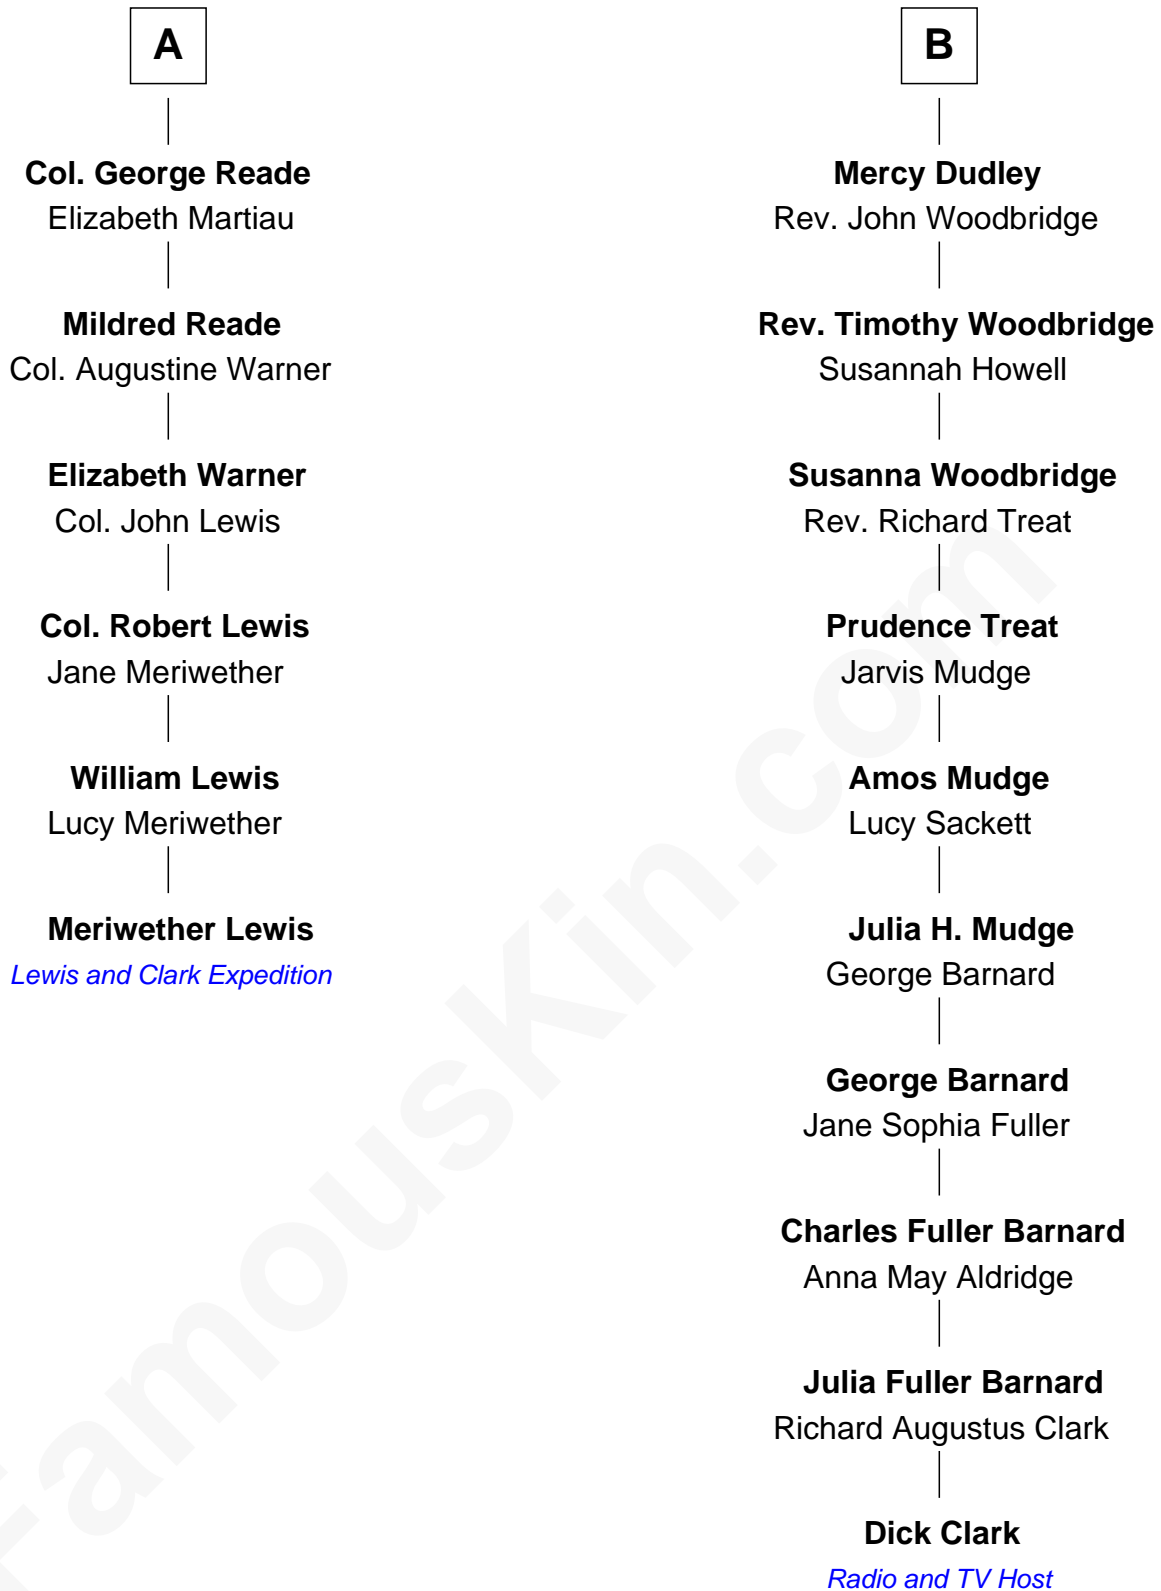 A
Col. George Reade
Elizabeth Martiau
Mildred Reade
Col. Augustine Warner
Elizabeth Warner
Col. John Lewis
Col. Robert Lewis
Jane Meriwether
William Lewis
Lucy Meriwether
Meriwether Lewis
Lewis and Clark Expedition
B
Mercy Dudley
Rev. John Woodbridge
Rev. Timothy Woodbridge
Susannah Howell
Susanna Woodbridge
Rev. Richard Treat
Prudence Treat
Jarvis Mudge
Amos Mudge
Lucy Sackett
Julia H. Mudge
George Barnard
George Barnard
Jane Sophia Fuller
Charles Fuller Barnard
Anna May Aldridge
Julia Fuller Barnard
Richard Augustus Clark
Dick Clark
Radio and TV Host
FamousKin.com